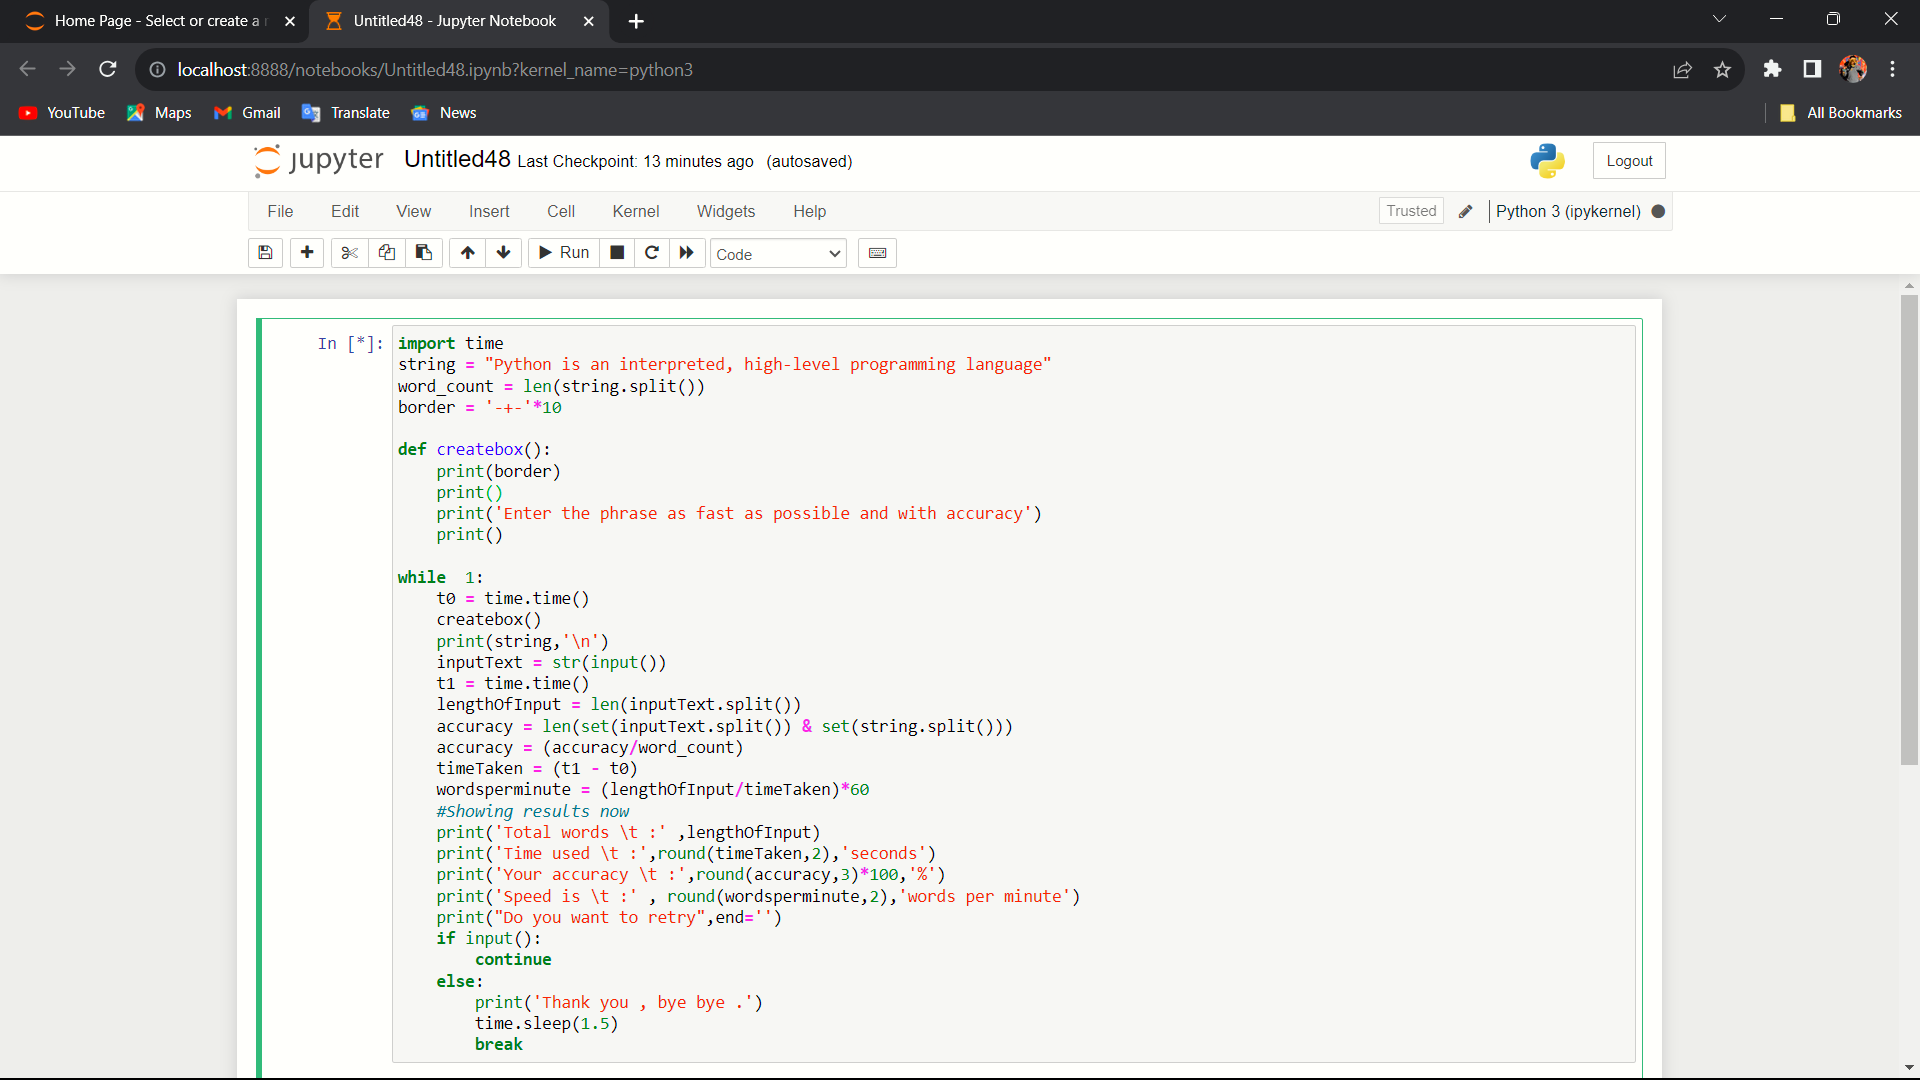 Home Page - Select or create a n
Untitled48 - Jupyter Notebook
localhost:8888/notebooks/Untitled48.ipynb?kernel_name=python3
YouTube Maps Gmail Translate News All Bookmarks
jupyter Untitled48 Last Checkpoint: 13 minutes ago (autosaved) Logout
File Edit View Insert Cell Kernel Widgets Help Trusted Python 3 (ipykernel)
Run Code
In [*]: import time
string = "Python is an interpreted, high-level programming language"
word_count = len(string.split())
border = '-+-'*10
def createbox():
    print(border)
    print()
    print('Enter the phrase as fast as possible and with accuracy')
    print()
while  1:
    t0 = time.time()
    createbox()
    print(string,'\n')
    inputText = str(input())
    t1 = time.time()
    lengthOfInput = len(inputText.split())
    accuracy = len(set(inputText.split()) & set(string.split()))
    accuracy = (accuracy/word_count)
    timeTaken = (t1 - t0)
    wordsperminute = (lengthOfInput/timeTaken)*60
    #Showing results now
    print('Total words \t :' ,lengthOfInput)
    print('Time used \t :',round(timeTaken,2),'seconds')
    print('Your accuracy \t :',round(accuracy,3)*100,'%')
    print('Speed is \t :' , round(wordsperminute,2),'words per minute')
    print("Do you want to retry",end='')
    if input():
        continue
    else:
        print('Thank you , bye bye .')
        time.sleep(1.5)
        break